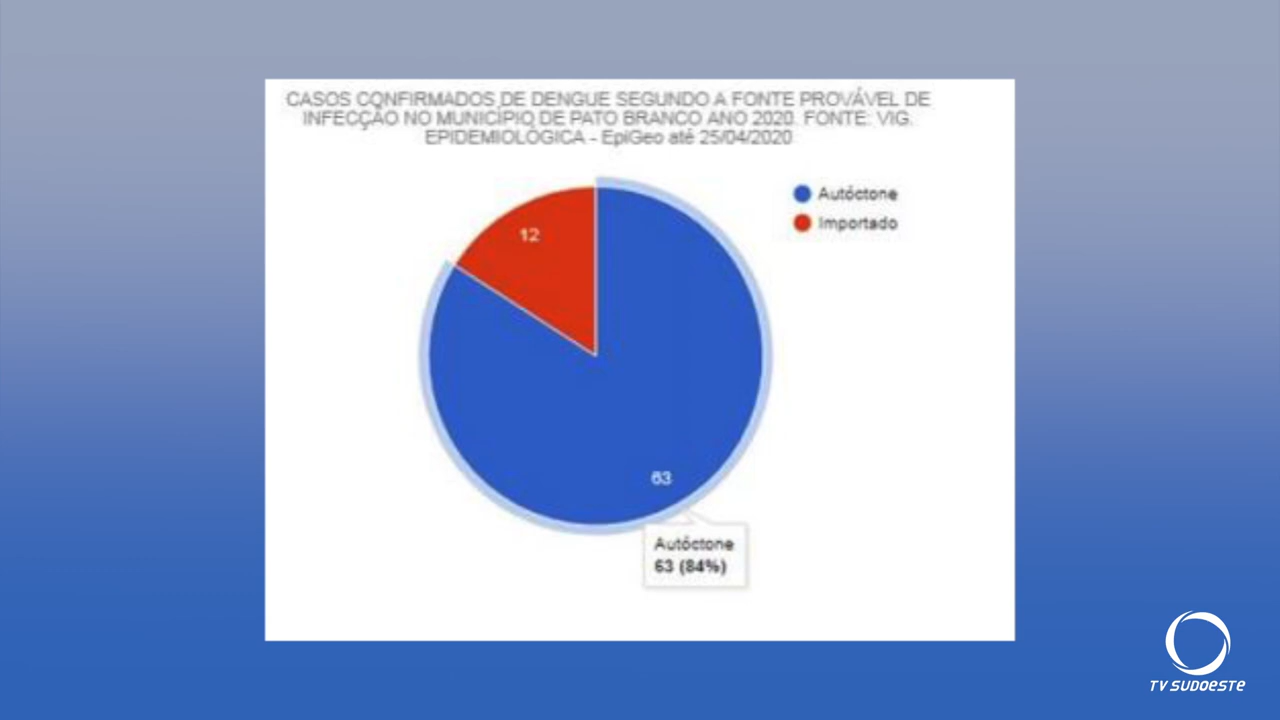 CASOS CONFIRMADOS DE DENGUE SEGUNDO A FONTE PROVÁVEL DE
INFECÇÃO NO MUNICÍPIO DE PATO BRANCO ANO 2020. FONTE: VIG.
EPIDEMIOLÓGICA - EpiGeo até 25/04/2020
Autóctone
Importado
12
63
Autóctone
63 (84%)
TV SUDOESTE